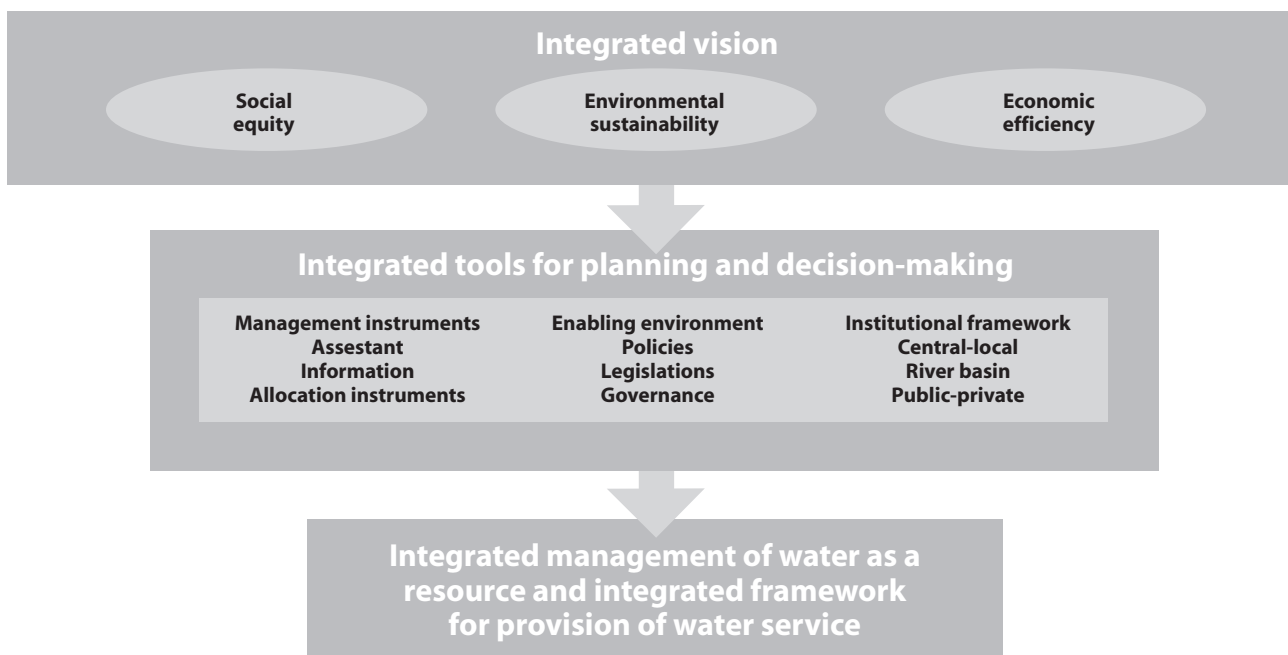 Integrated vision
Social
equity
Environmental
sustainability
Economic
efficiency
Integrated tools for planning and decision-making
Management instruments
Assestant
Information
Allocation instruments
Enabling environment
Policies
Legislations
Governance
Institutional framework
Central-local
River basin
Public-private
Integrated management of water as a
resource and integrated framework
for provision of water service